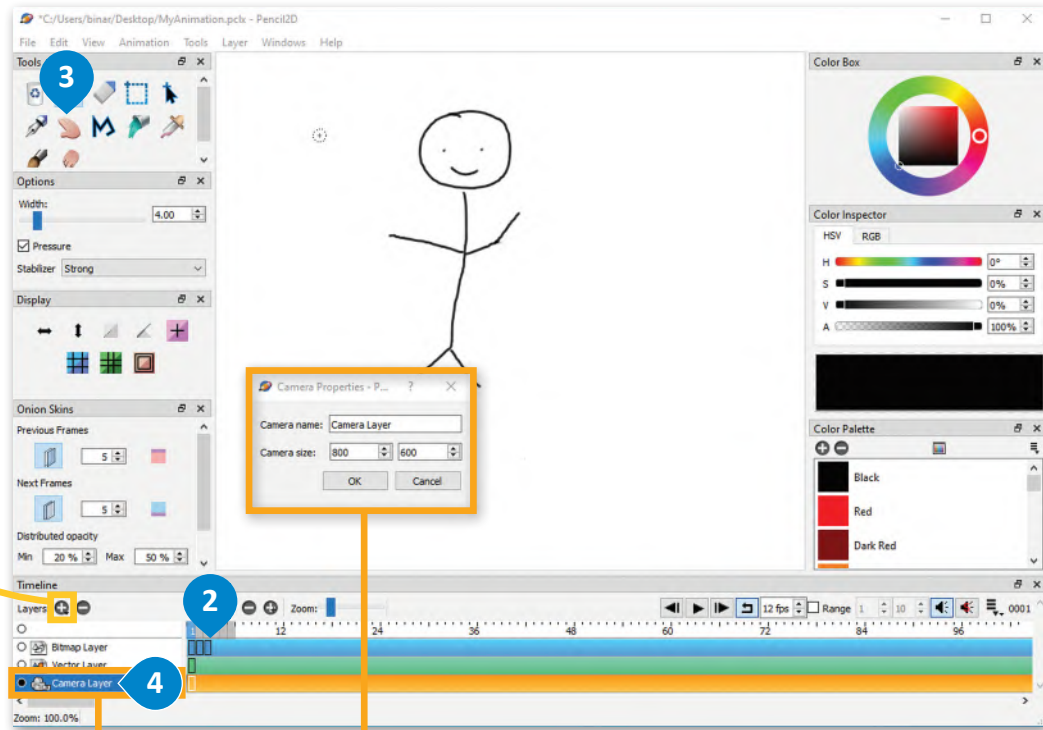 *C:/Users/binar/Desktop/MyAnimation.pclx - Pencil2D
File Edit View Animation Tools Layer Windows Help
Tools
3
Options
Width:
4.00
Pressure
Stabilizer Strong
Display
Onion Skins
Previous Frames
5
Next Frames
5
Distributed opacity
Min 20 % Max 50 %
Camera Properties - P... ?
Camera name: Camera Layer
Camera size: 800 600
OK Cancel
Color Box
Color Inspector
HSV RGB
H 0°
S 0%
V 0%
A 100%
Color Palette
Black
Red
Dark Red
Timeline
Layers 2 Zoom: 12 fps Range 1 10 0001
1 12 24 36 48 60 72 84 96
Bitmap Layer
Vector Layer
Camera Layer 4
Zoom: 100.0%